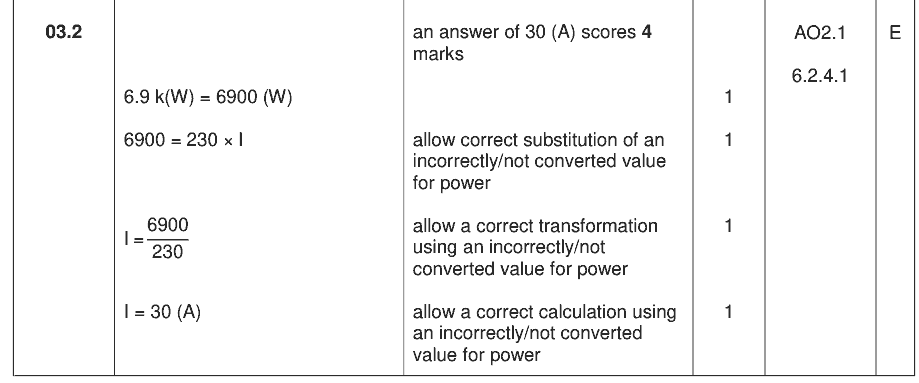 03.2
an answer of 30 (A) scores 4
marks
AO2.1
E
6.2.4.1
6.9 k(W) = 6900 (W)
1
6900 = 230 × I
allow correct substitution of an
incorrectly/not converted value
for power
1
I = 6900
230
allow a correct transformation
using an incorrectly/not
converted value for power
1
I = 30 (A)
allow a correct calculation using
an incorrectly/not converted
value for power
1